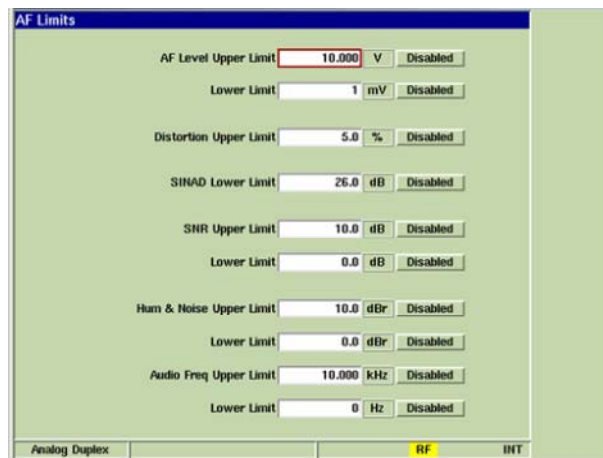 AF Limits
AF Level Upper Limit 10.000 V Disabled
Lower Limit 1 mV Disabled
Distortion Upper Limit 5.0 % Disabled
SINAD Lower Limit 26.0 dB Disabled
SNR Upper Limit 10.0 dB Disabled
Lower Limit 0.0 dB Disabled
Hum & Noise Upper Limit 10.0 dBr Disabled
Lower Limit 0.0 dBr Disabled
Audio Freq Upper Limit 10.000 kHz Disabled
Lower Limit 0 Hz Disabled
Analog Duplex RF INT